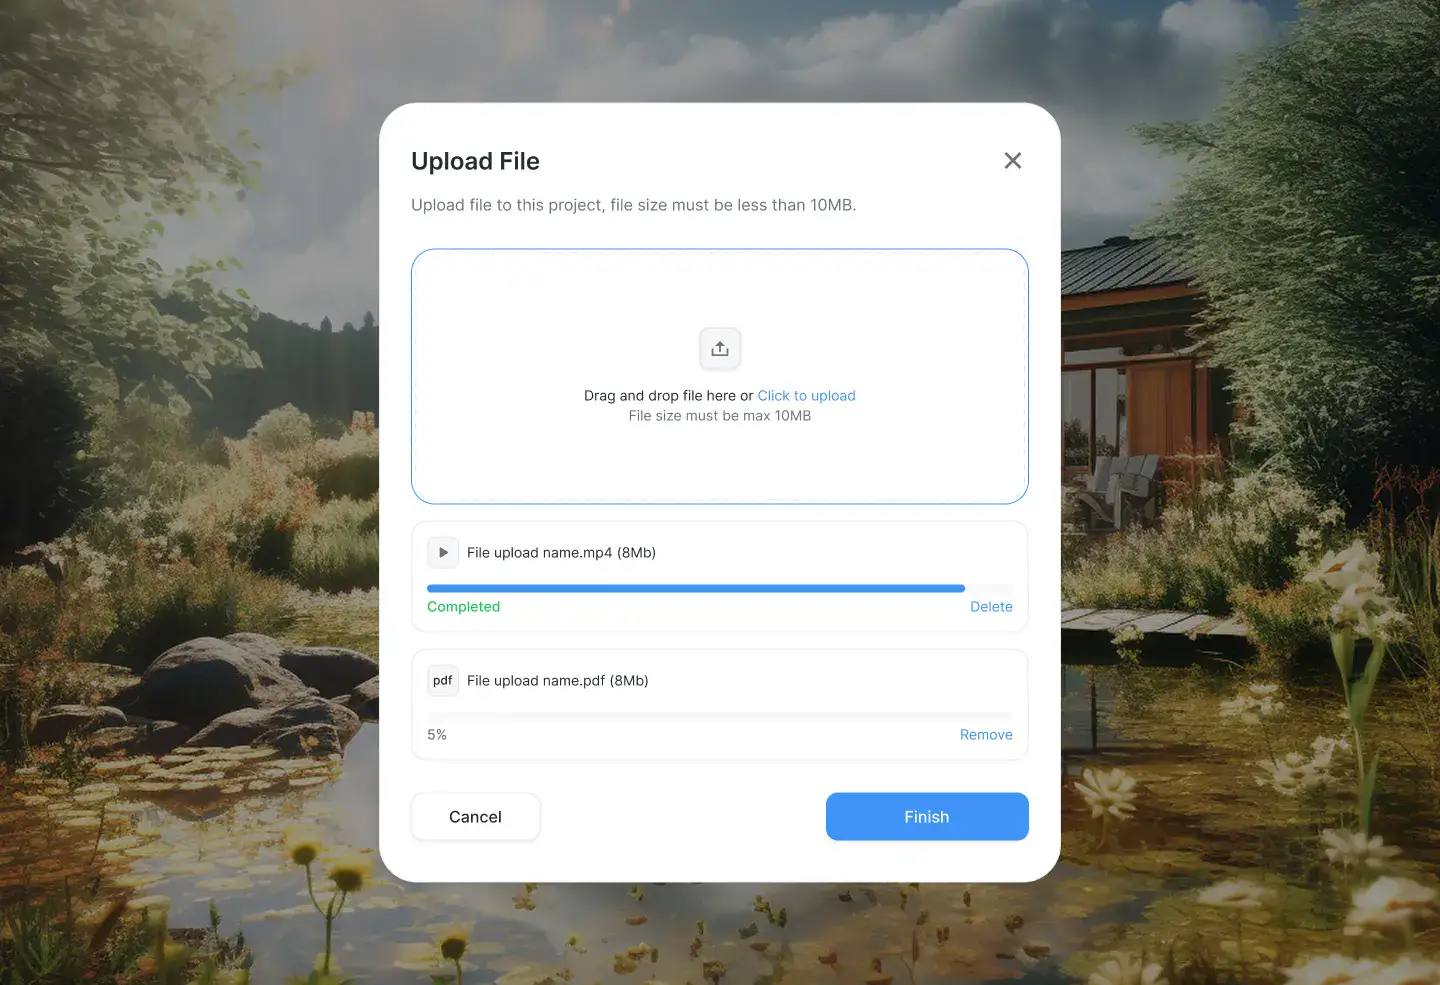 Upload File
Upload file to this project, file size must be less than 10MB.
Drag and drop file here or Click to upload
File size must be max 10MB
File upload name.mp4 (8Mb)
Completed
Delete
pdf
File upload name.pdf (8Mb)
5%
Remove
Cancel
Finish